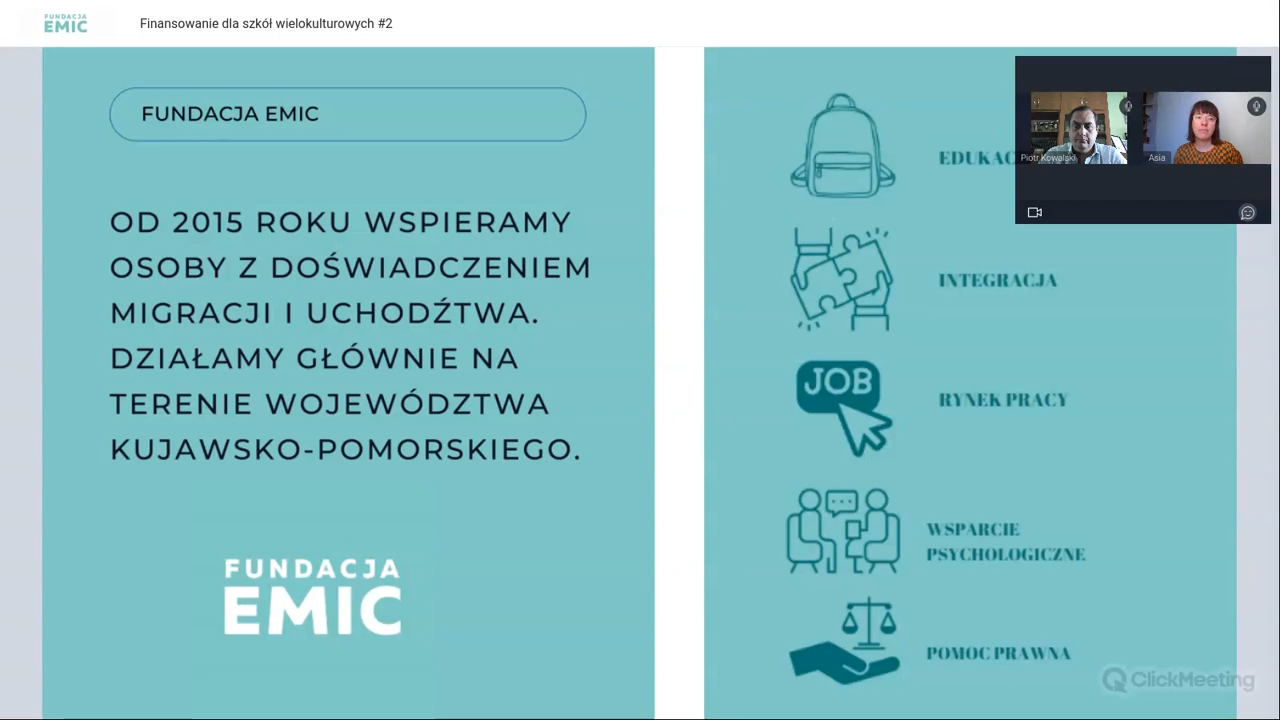 FUNDACJA
EMIC
Finansowanie dla szkół wielokulturowych #2
FUNDACJA EMIC
OD 2015 ROKU WSPIERAMY
OSOBY Z DOŚWIADCZENIEM
MIGRACJI I UCHODŹTWA.
DZIAŁAMY GŁÓWNIE NA
TERENIE WOJEWÓDZTWA
KUJAWSKO-POMORSKIEGO.
FUNDACJA
EMIC
Piotr Kowalski
Asia
INTEGRACJA
JOB
RYNEK PRACY
WSPARCIE
PSYCHOLOGICZNE
POMOC PRAWNA
ClickMeeting